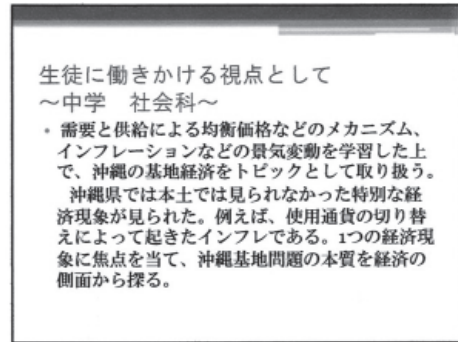 生徒に働きかける視点として
~中学　社会科~
• 需要と供給による均衡価格などのメカニズム、
インフレーションなどの景気変動を学習した上
で、沖縄の基地経済をトピックとして取り扱う。
沖縄県では本土では見られなかった特別な経
済現象が見られた。例えば、使用通貨の切り替
えによって起きたインフレである。1つの経済現
象に焦点を当て、沖縄基地問題の本質を経済の
側面から探る。